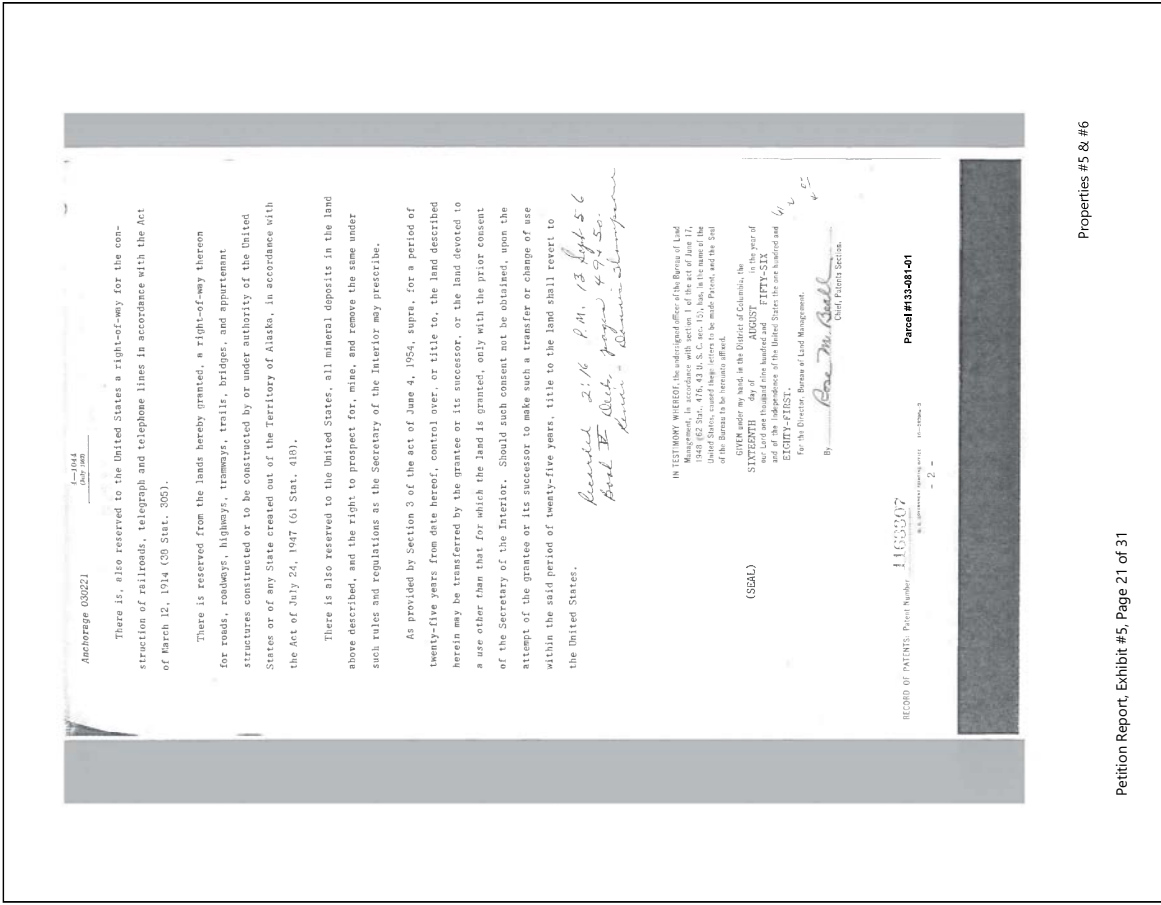 4—1044
(July 1953)
Anchorage 030221
There is, also reserved to the United States a right-of-way for the con-
struction of railroads, telegraph and telephone lines in accordance with the Act
of March 12, 1914 (38 Stat. 305).
There is reserved from the lands hereby granted, a right-of-way thereon
for roads, roadways, highways, tramways, trails, bridges, and appurtenant
structures constructed or to be constructed by or under authority of the United
States or of any State created out of the Territory of Alaska, in accordance with
the Act of July 24, 1947 (61 Stat. 418).
There is also reserved to the United States, all mineral deposits in the land
above described, and the right to prospect for, mine, and remove the same under
such rules and regulations as the Secretary of the Interior may prescribe.
As provided by Section 3 of the act of June 4, 1954, supra, for a period of
twenty-five years from date hereof, control over, or title to, the land described
herein may be transferred by the grantee or its successor, or the land devoted to
a use other than that for which the land is granted, only with the prior consent
of the Secretary of the Interior. Should such consent not be obtained, upon the
attempt of the grantee or its successor to make such a transfer or change of use
within the said period of twenty-five years, title to the land shall revert to
the United States.
Recorded 2:16 P.M. 13 Sept 56
Book IV Deeds pages 49 & 50.
IN TESTIMONY WHEREOF, the undersigned officer of the Bureau of Land
Management, in accordance with section 1 of the act of June 17,
1948 (62 Stat. 476, 43 U. S. C. sec. 15), has, in the name of the
United States, caused these letters to be made Patent, and the Seal
of the Bureau to be hereunto affixed.
GIVEN under my hand, in the District of Columbia, the
SIXTEENTH day of AUGUST in the year of
our Lord one thousand nine hundred and FIFTY-SIX
and of the Independence of the United States the one hundred and
EIGHTY-FIRST.
For the Director, Bureau of Land Management.
(SEAL)
By Rose M. Beall
Chief, Patents Section.
Parcel #133-081-01
RECORD OF PATENTS: Patent Number 1163807
- 2 -
Properties #5 & #6
Petition Report, Exhibit #5, Page 21 of 31